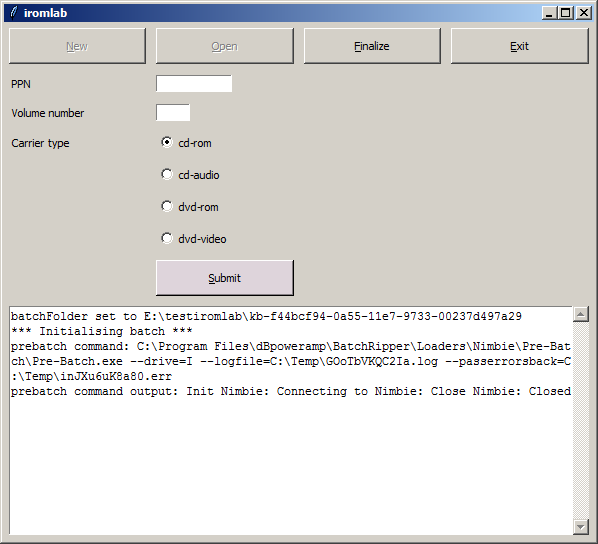 iromlab
New Open Finalize Exit
PPN
Volume number
Carrier type cd-rom
cd-audio
dvd-rom
dvd-video
Submit
batchFolder set to E:\testiromlab\kb-f44bcf94-0a55-11e7-9733-00237d497a29
*** Initialising batch ***
prebatch command: C:\Program Files\dBpoweramp\BatchRipper\Loaders\Nimbie\Pre-Bat
ch\Pre-Batch.exe --drive=I --logfile=C:\Temp\GOoTbVKQC2Ia.log --passerrorsback=C
:\Temp\inJXu6uK8a80.err
prebatch command output: Init Nimbie: Connecting to Nimbie: Close Nimbie: Closed